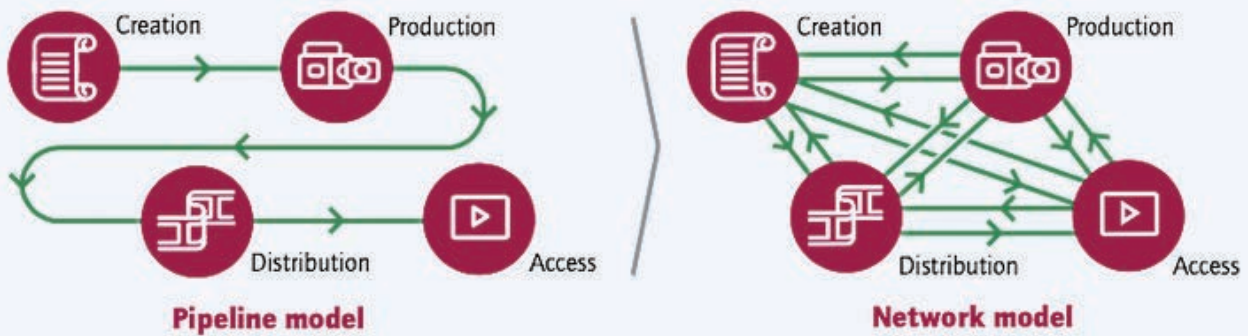 Creation
Production
Distribution
Access
Pipeline model
Creation
Production
Distribution
Access
Network model